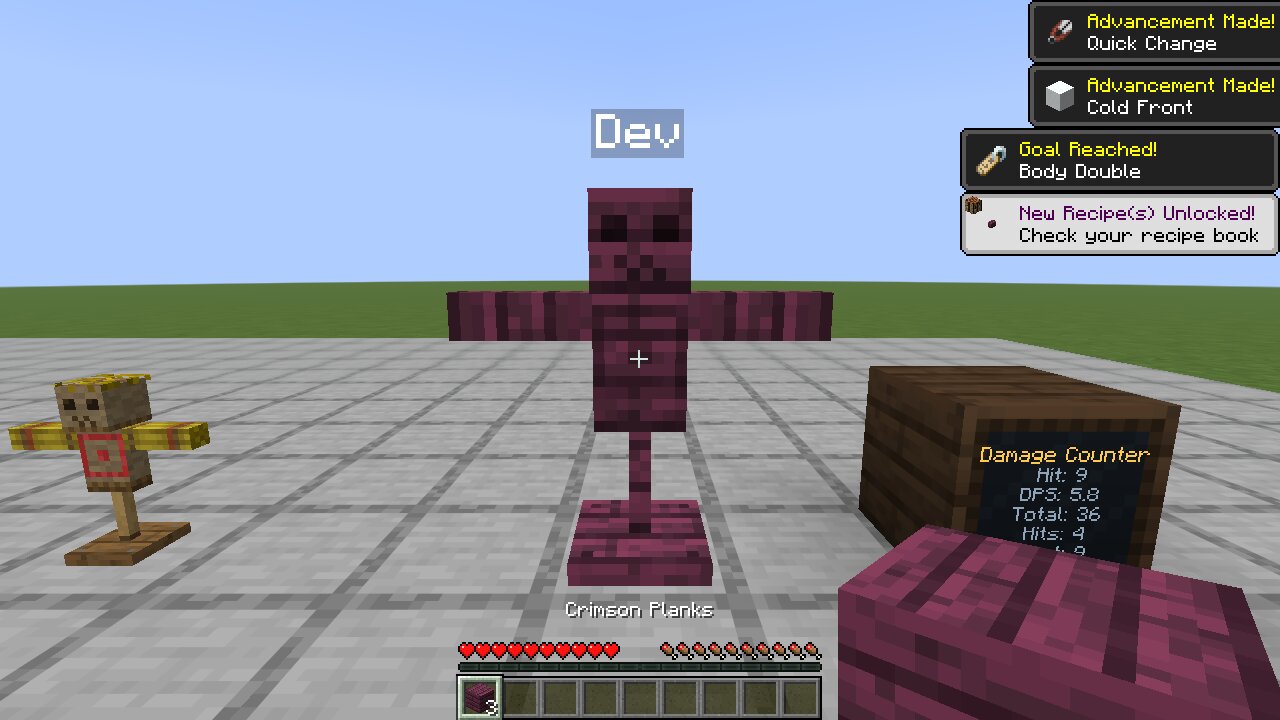 Advancement Made!
Quick Change
Advancement Made!
Cold Front
Goal Reached!
Body Double
New Recipe(s) Unlocked!
Check your recipe book
Dev
Damage Counter
Hit: 9
DPS: 5.8
Total: 36
Hits: 4
Crimson Planks
3